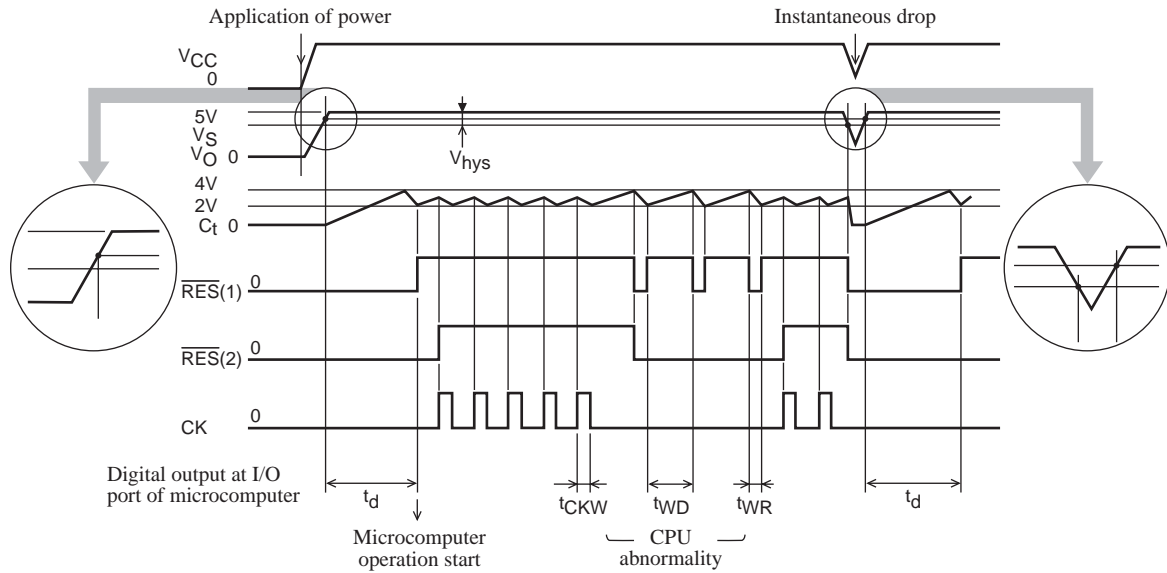 Application of power
Instantaneous drop
VCC
0
5V
VS
VO 0
Vhys
4V
2V
Ct 0
RES(1)
0
RES(2)
0
CK
0
Digital output at I/O
port of microcomputer
td
tCKW
tWD
tWR
td
Microcomputer
operation start
CPU
abnormality